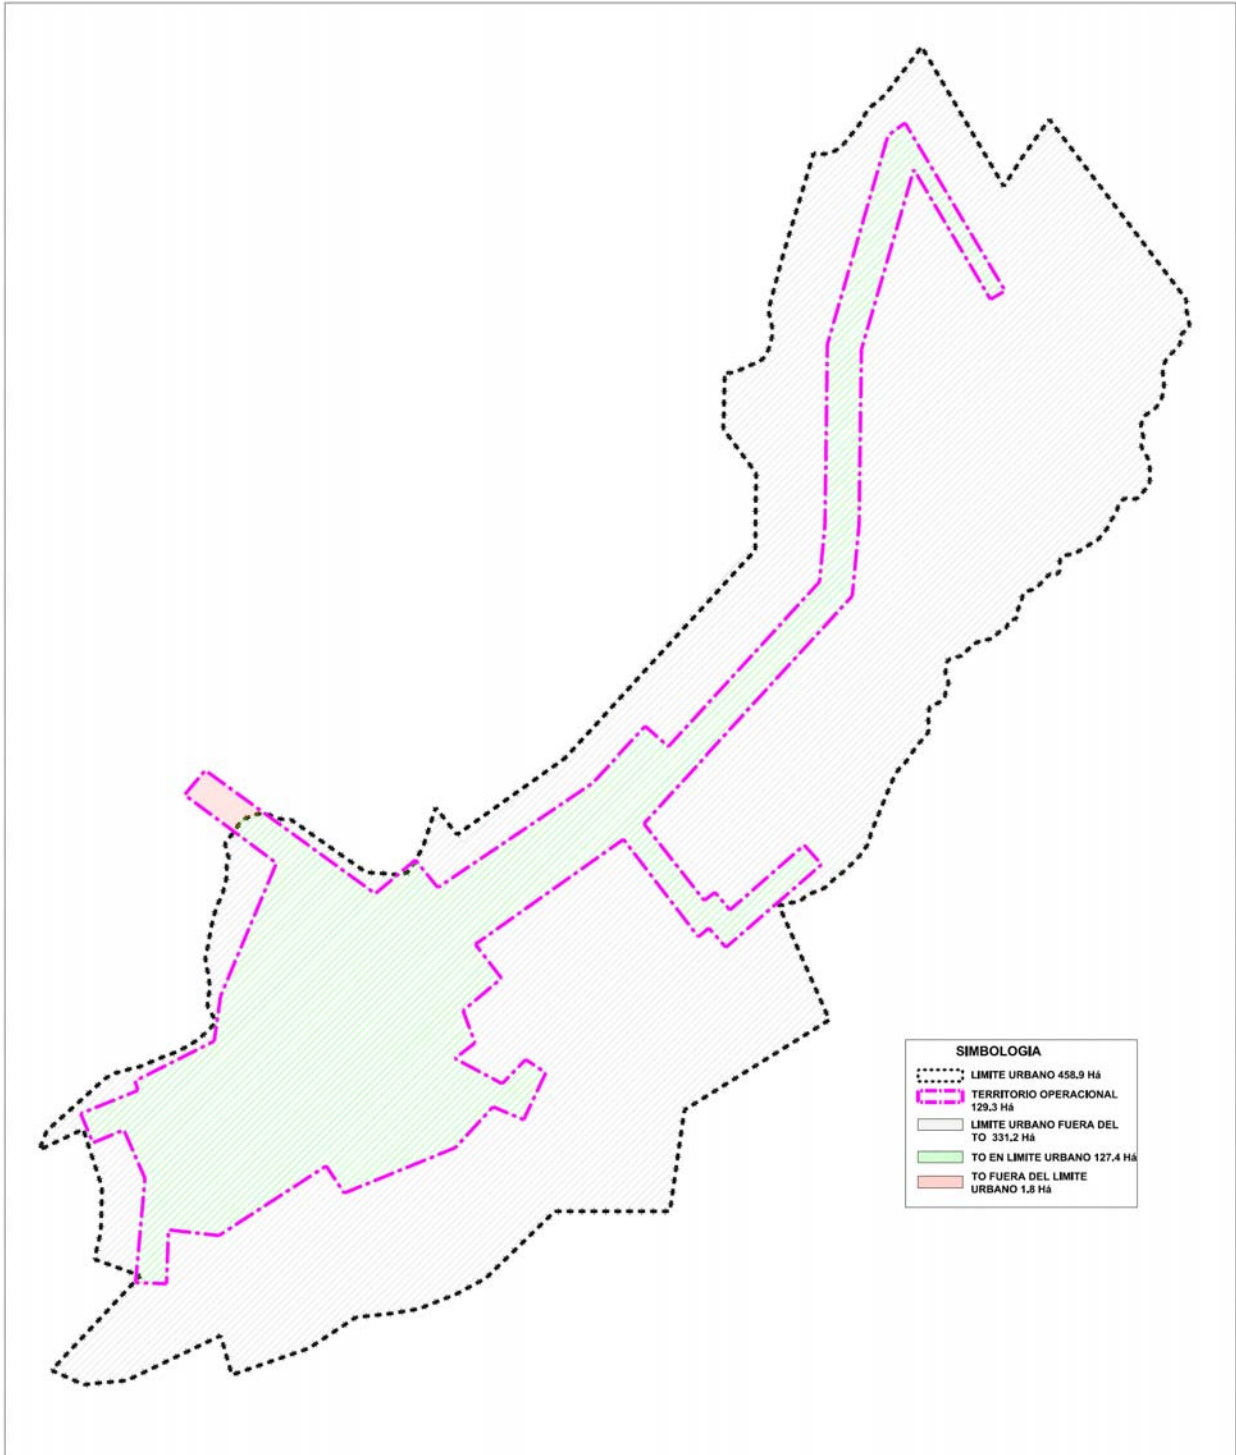 SIMBOLOGIA
LIMITE URBANO 458.9 Há
TERRITORIO OPERACIONAL
129.3 Há
LIMITE URBANO FUERA DEL
TO 331.2 Há
TO EN LIMITE URBANO 127.4 Há
TO FUERA DEL LIMITE
URBANO 1.8 Há